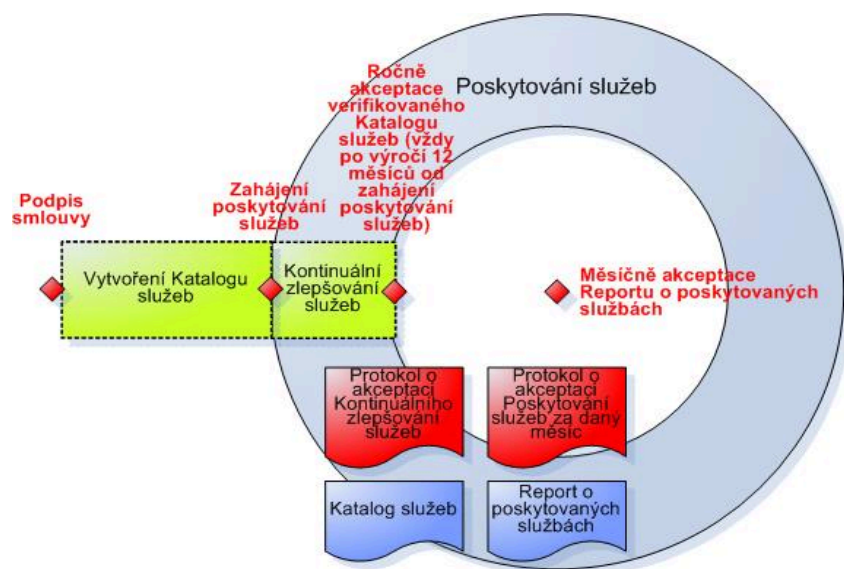 Ročně
akceptace
verifikovaného
Katalogu
služeb (vždy
po výročí 12
měsíců od
zahájení
poskytování
služeb)
Poskytování služeb
Podpis
smlouvy
Zahájení
poskytování
služeb
Vytvoření Katalogu
služeb
Kontinuální
zlepšování
služeb
Měsíčně akceptace
Reportu o poskytovaných
službách
Protokol o
akceptaci
Kontinuálního
zlepšování
služeb
Protokol o
akceptaci
Poskytování
služeb za daný
měsíc
Katalog služeb
Report o
poskytovaných
službách